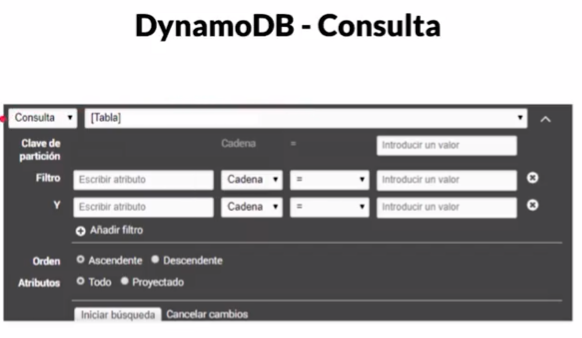 DynamoDB - Consulta
Consulta [Tabla]
Clave de partición Cadena = Introducir un valor
Filtro Escribir atributo Cadena = Introducir un valor
Y Escribir atributo Cadena = Introducir un valor
Añadir filtro
Orden Ascendente Descendente
Atributos Todo Proyectado
Iniciar búsqueda Cancelar cambios